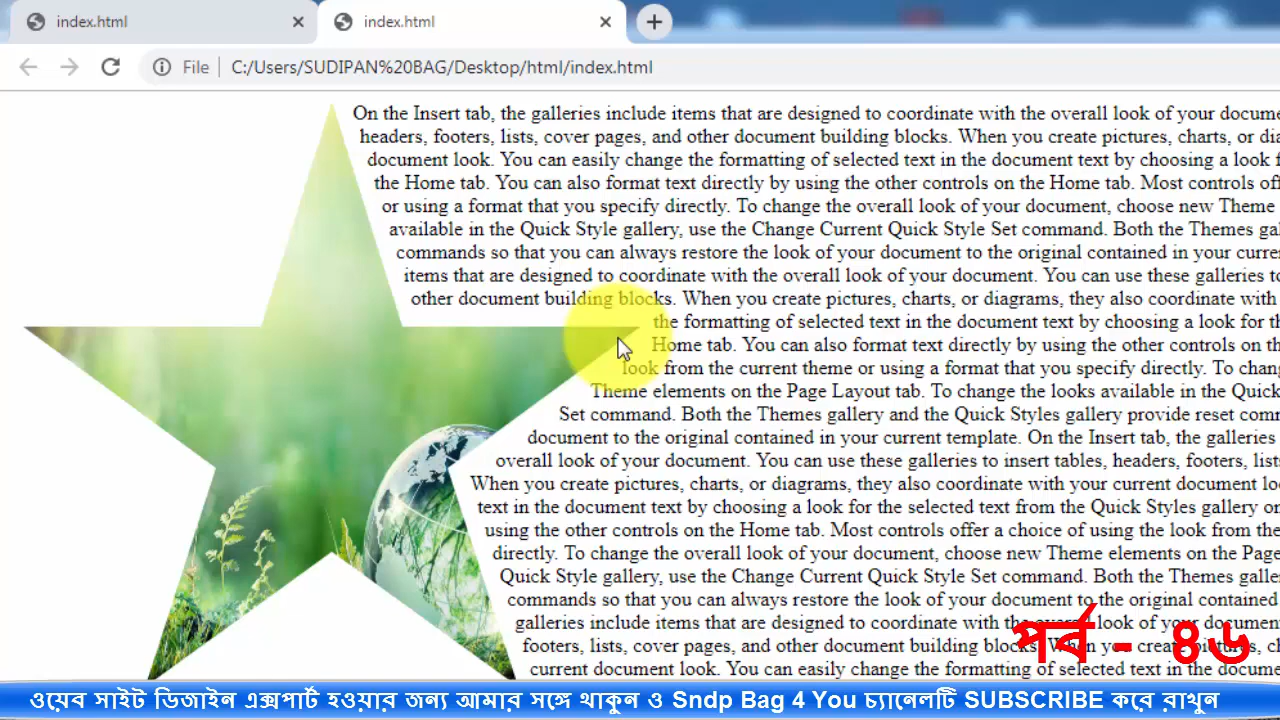 index.html
index.html
File C:/Users/SUDIPAN%20BAG/Desktop/html/index.html
On the Insert tab, the galleries include items that are designed to coordinate with the overall look of your docume
headers, footers, lists, cover pages, and other document building blocks. When you create pictures, charts, or dia
document look. You can easily change the formatting of selected text in the document text by choosing a look f
the Home tab. You can also format text directly by using the other controls on the Home tab. Most controls off
or using a format that you specify directly. To change the overall look of your document, choose new Theme
available in the Quick Style gallery, use the Change Current Quick Style Set command. Both the Themes gal
commands so that you can always restore the look of your document to the original contained in your curren
items that are designed to coordinate with the overall look of your document. You can use these galleries to
other document building blocks. When you create pictures, charts, or diagrams, they also coordinate with
the formatting of selected text in the document text by choosing a look for th
Home tab. You can also format text directly by using the other controls on th
look from the current theme or using a format that you specify directly. To chang
Theme elements on the Page Layout tab. To change the looks available in the Quick
Set command. Both the Themes gallery and the Quick Styles gallery provide reset comm
document to the original contained in your current template. On the Insert tab, the galleries
overall look of your document. You can use these galleries to insert tables, headers, footers, lists
When you create pictures, charts, or diagrams, they also coordinate with your current document loo
text in the document text by choosing a look for the selected text from the Quick Styles gallery on
using the other controls on the Home tab. Most controls offer a choice of using the look from the
directly. To change the overall look of your document, choose new Theme elements on the Page
Quick Style gallery, use the Change Current Quick Style Set command. Both the Themes galle
commands so that you can always restore the look of your document to the original contained
galleries include items that are designed to coordinate with the overall look of your document
footers, lists, cover pages, and other document building blocks. When you create pictures, ch
current document look. You can easily change the formatting of selected text in the docume
পর্ব - ৪৬
ওয়েব সাইট ডিজাইন এক্সপার্ট হওয়ার জন্য আমার সঙ্গে থাকুন ও Sndp Bag 4 You চ্যানেলটি SUBSCRIBE করে রাখুন